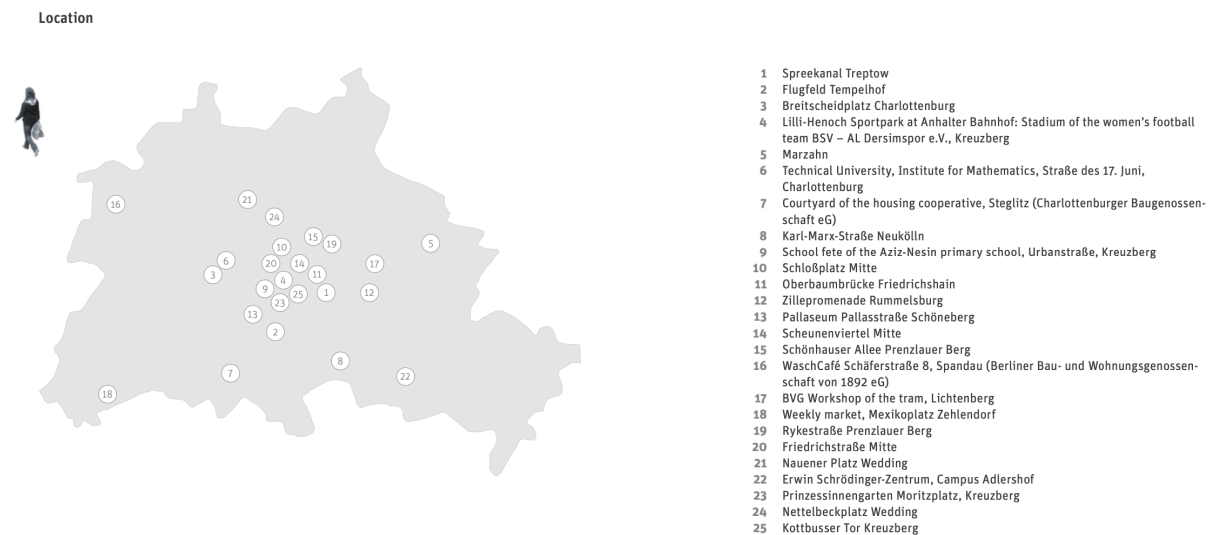 Location
16
21
24
15
19
10
5
6
20
14
17
3
11
4
9
25
1
12
23
13
2
8
7
22
18
1 Spreekanal Treptow
2 Flugfeld Tempelhof
3 Breitscheidplatz Charlottenburg
4 Lilli-Henoch Sportpark at Anhalter Bahnhof: Stadium of the women's football
team BSV – AL Dersimspor e.V., Kreuzberg
5 Marzahn
6 Technical University, Institute for Mathematics, Straße des 17. Juni,
Charlottenburg
7 Courtyard of the housing cooperative, Steglitz (Charlottenburger Baugenossen-
schaft eG)
8 Karl-Marx-Straße Neukölln
9 School fete of the Aziz-Nesin primary school, Urbanstraße, Kreuzberg
10 Schloßplatz Mitte
11 Oberbaumbrücke Friedrichshain
12 Zillepromenade Rummelsburg
13 Pallaseum Pallasstraße Schöneberg
14 Scheunenviertel Mitte
15 Schönhauser Allee Prenzlauer Berg
16 WaschCafé Schäferstraße 8, Spandau (Berliner Bau- und Wohnungsgenossen-
schaft von 1892 eG)
17 BVG Workshop of the tram, Lichtenberg
18 Weekly market, Mexikoplatz Zehlendorf
19 Rykestraße Prenzlauer Berg
20 Friedrichstraße Mitte
21 Nauener Platz Wedding
22 Erwin Schrödinger-Zentrum, Campus Adlershof
23 Prinzessinnengarten Moritzplatz, Kreuzberg
24 Nettelbeckplatz Wedding
25 Kottbusser Tor Kreuzberg